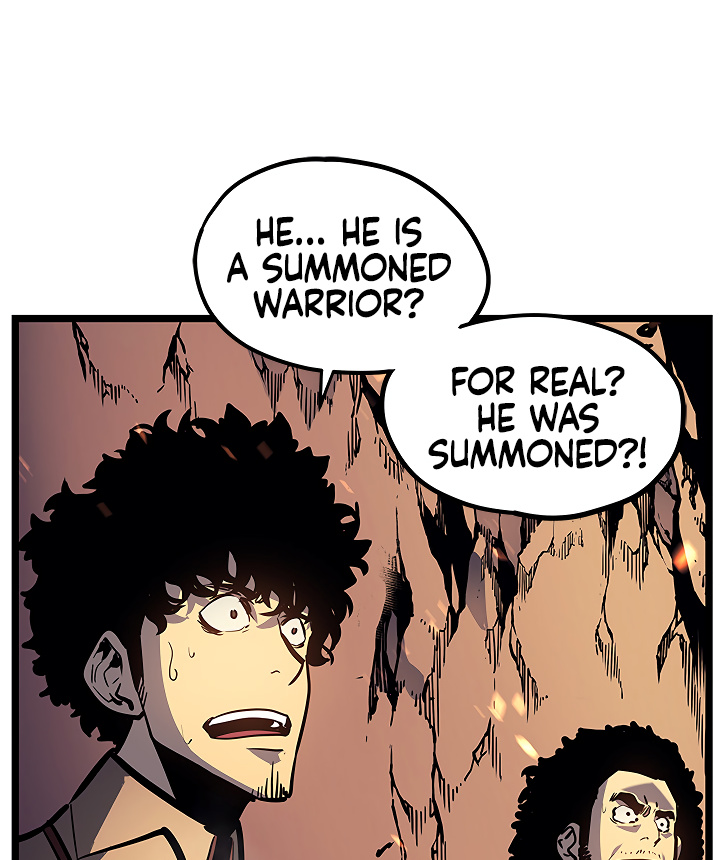 HE... HE IS
A SUMMONED
WARRIOR?
FOR REAL?
HE WAS
SUMMONED?!